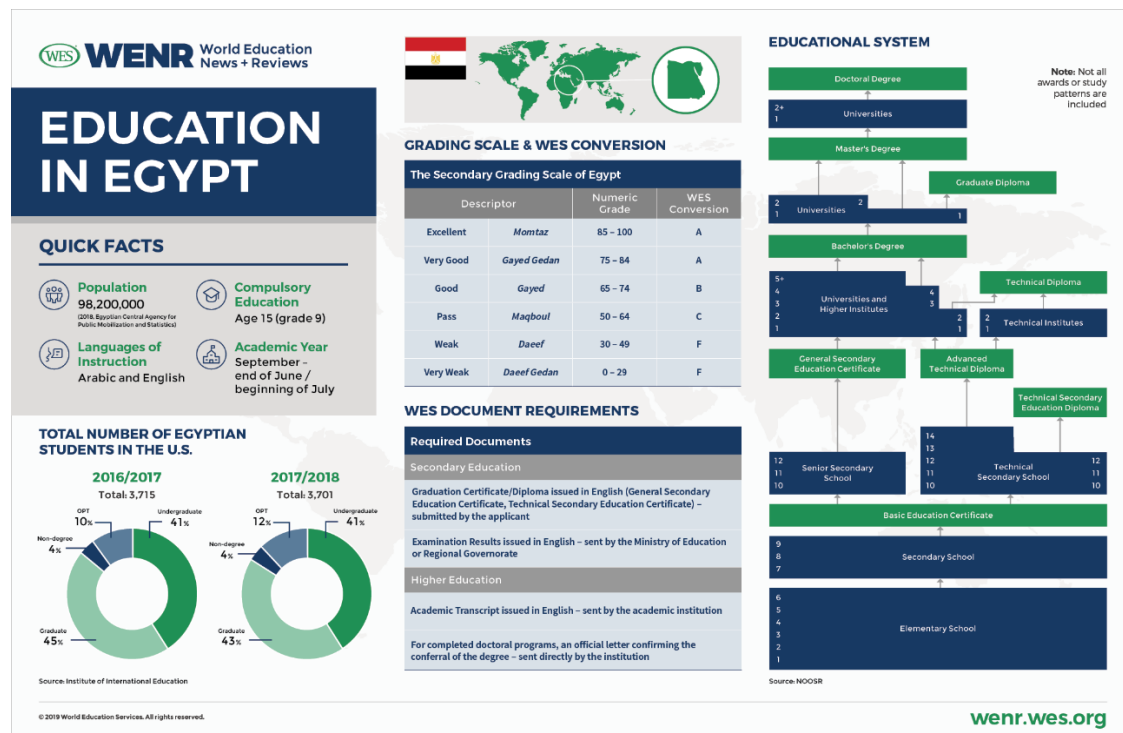 WES WENR World Education
News + Reviews
EDUCATION
IN EGYPT
QUICK FACTS
Population
98,200,000
(2018, Egyptian Central Agency for
Public Mobilization and Statistics)
Compulsory
Education
Age 15 (grade 9)
Languages of
Instruction
Arabic and English
Academic Year
September –
end of June /
beginning of July
TOTAL NUMBER OF EGYPTIAN
STUDENTS IN THE U.S.
2016/2017
Total: 3,715
OPT
10%
Undergraduate
41%
Non-degree
4%
Graduate
45%
2017/2018
Total: 3,701
OPT
12%
Undergraduate
41%
Non-degree
4%
Graduate
43%
Source: Institute of International Education
GRADING SCALE & WES CONVERSION
The Secondary Grading Scale of Egypt
Descriptor Numeric Grade WES Conversion
Excellent Momtaz 85 – 100 A
Very Good Gayed Gedan 75 – 84 A
Good Gayed 65 – 74 B
Pass Maqboul 50 – 64 C
Weak Daeef 30 – 49 F
Very Weak Daeef Gedan 0 – 29 F
WES DOCUMENT REQUIREMENTS
Required Documents
Secondary Education
Graduation Certificate/Diploma issued in English (General Secondary
Education Certificate, Technical Secondary Education Certificate) –
submitted by the applicant
Examination Results issued in English – sent by the Ministry of Education
or Regional Governorate
Higher Education
Academic Transcript issued in English – sent by the academic institution
For completed doctoral programs, an official letter confirming the
conferral of the degree – sent directly by the institution
EDUCATIONAL SYSTEM
Note: Not all
awards or study
patterns are
included
Doctoral Degree
2+
1
Universities
Master's Degree
Graduate Diploma
2
1
Universities
2
1
Bachelor's Degree
5+
4
3
2
1
Universities and
Higher Institutes
4
3
2
1
Technical Diploma
2
1
Technical Institutes
General Secondary
Education Certificate
Advanced
Technical Diploma
Technical Secondary
Education Diploma
12
11
10
Senior Secondary
School
14
13
12
11
10
Technical
Secondary School
12
11
10
Basic Education Certificate
9
8
7
Secondary School
6
5
4
3
2
1
Elementary School
Source: NOOSR
© 2019 World Education Services. All rights reserved.
wenr.wes.org